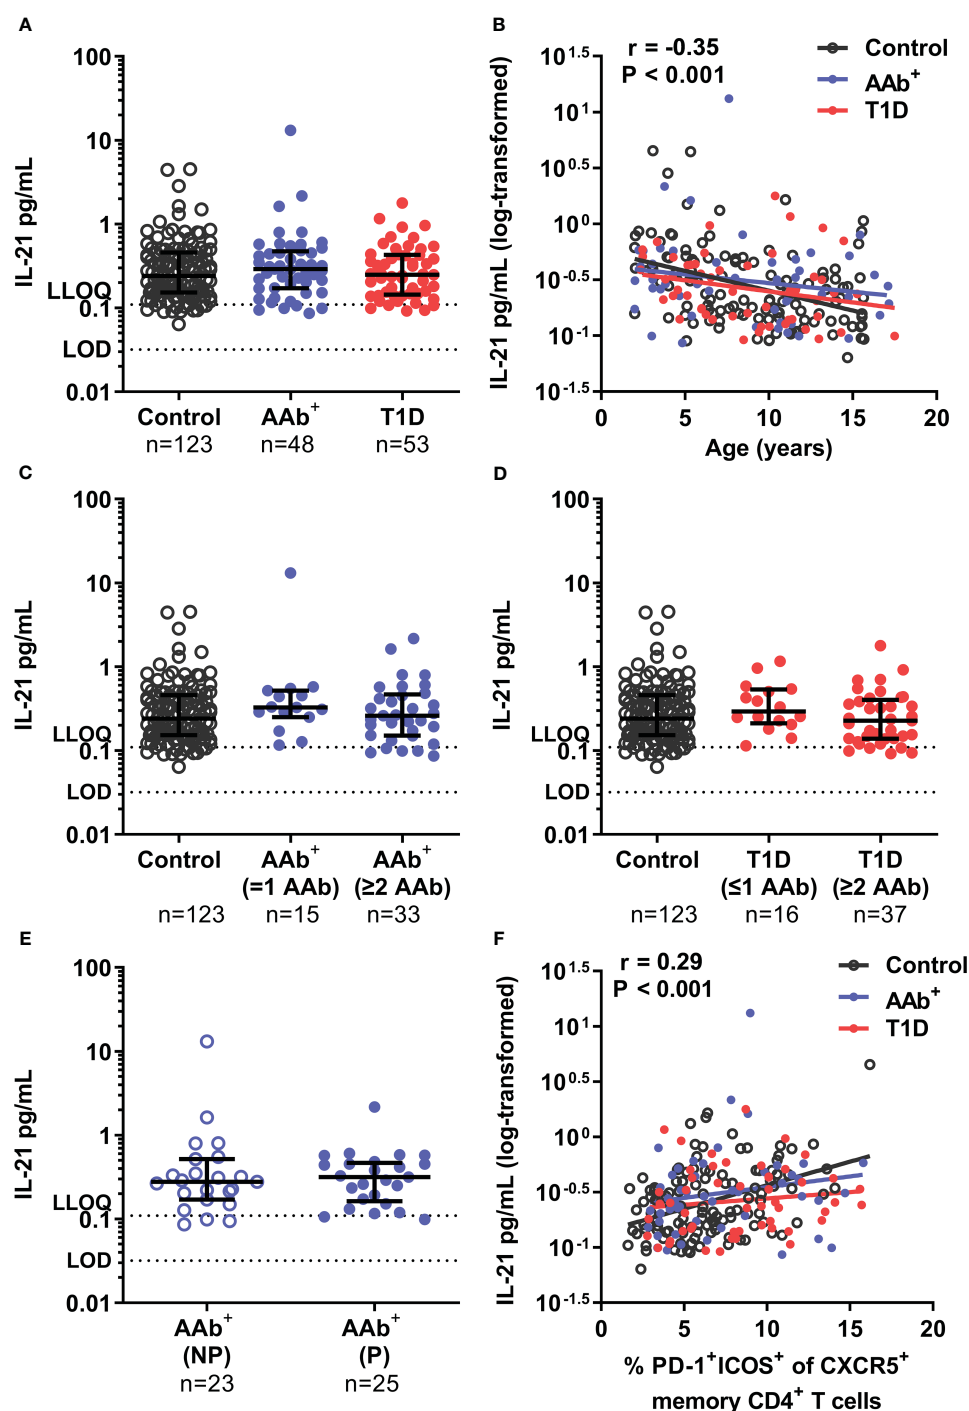 A
100
10
1
0.1
0.01
IL-21 pg/mL
LLOQ
LOD
Control
AAb+
T1D
n=123
n=48
n=53
B
r = -0.35
P < 0.001
Control
AAb+
T1D
IL-21 pg/mL (log-transformed)
10^1.5
10^1
10^0.5
10^0
10^-0.5
10^-1
10^-1.5
0 5 10 15 20
Age (years)
C
100
10
1
0.1
0.01
IL-21 pg/mL
LLOQ
LOD
Control
AAb+
(=1 AAb)
AAb+
(≥2 AAb)
n=123
n=15
n=33
D
100
10
1
0.1
0.01
IL-21 pg/mL
LLOQ
LOD
Control
T1D
(≤1 AAb)
T1D
(≥2 AAb)
n=123
n=16
n=37
E
100
10
1
0.1
0.01
IL-21 pg/mL
LLOQ
LOD
AAb+
(NP)
n=23
AAb+
(P)
n=25
F
r = 0.29
P < 0.001
Control
AAb+
T1D
IL-21 pg/mL (log-transformed)
10^1.5
10^1
10^0.5
10^0
10^-0.5
10^-1
10^-1.5
0 5 10 15 20
% PD-1+ICOS+ of CXCR5+
memory CD4+ T cells